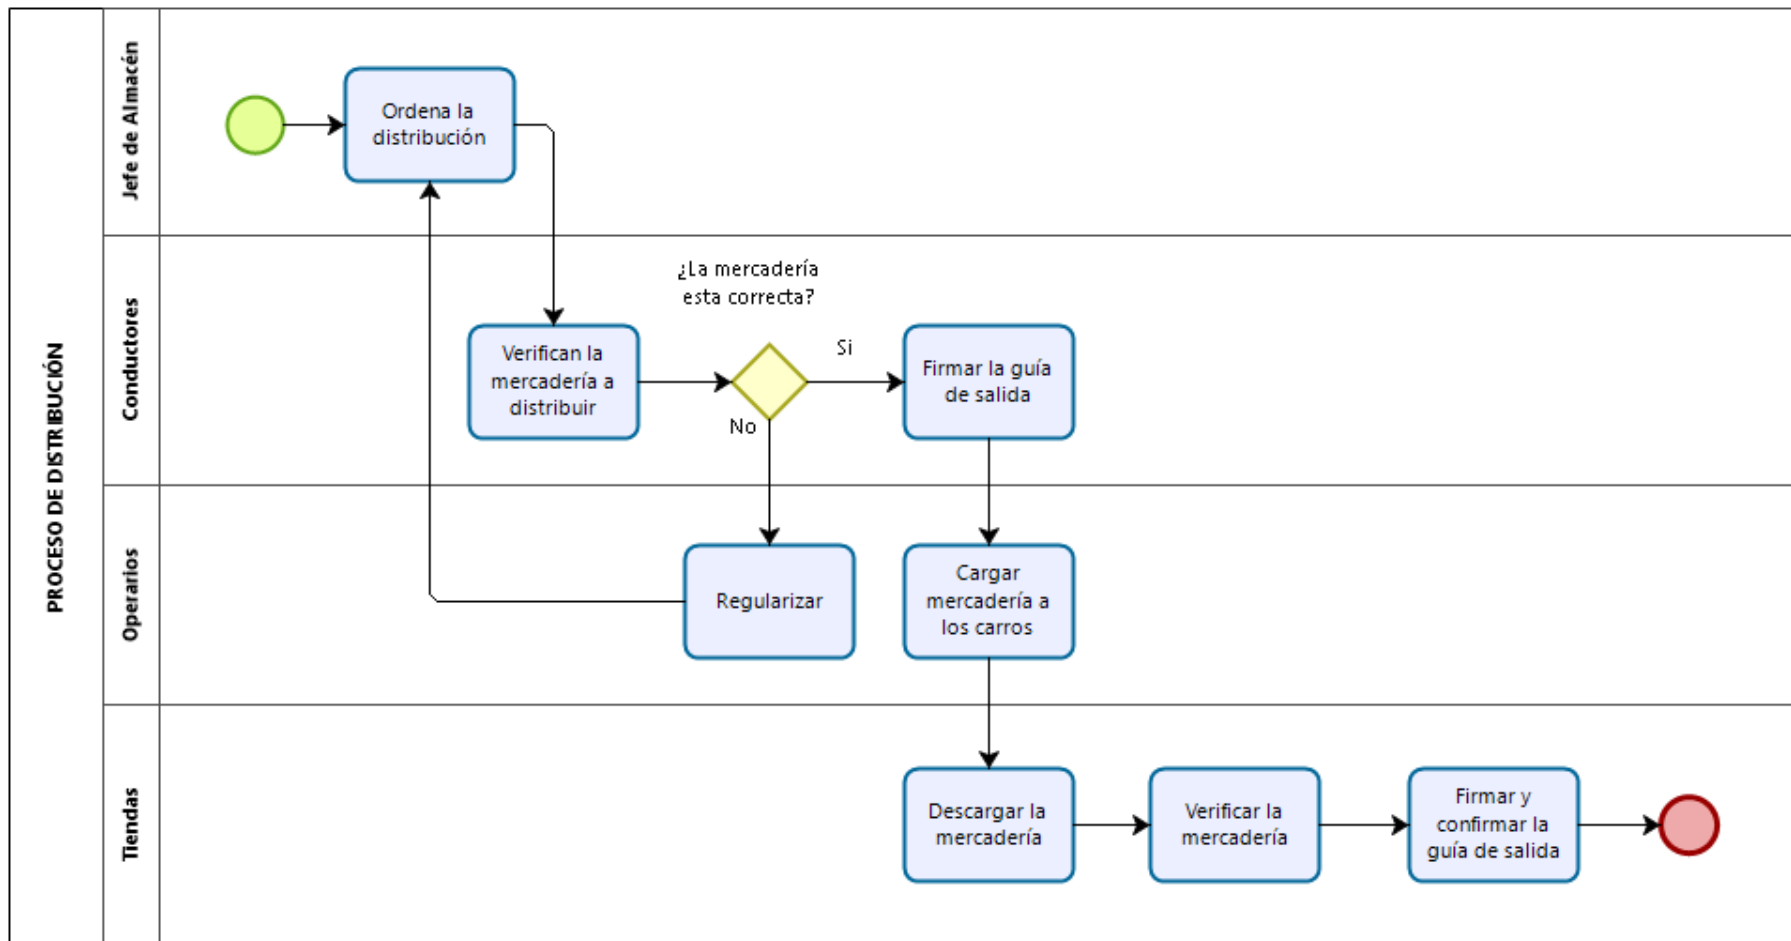 PROCESO DE DISTRIBUCIÓN
Jefe de Almacén
Ordena la
distribución
Conductores
¿La mercadería
esta correcta?
Verifican la
mercadería a
distribuir
Si
No
Firmar la guía
de salida
Operarios
Regularizar
Cargar
mercadería a
los carros
Tiendas
Descargar la
mercadería
Verificar la
mercadería
Firmar y
confirmar la
guía de salida